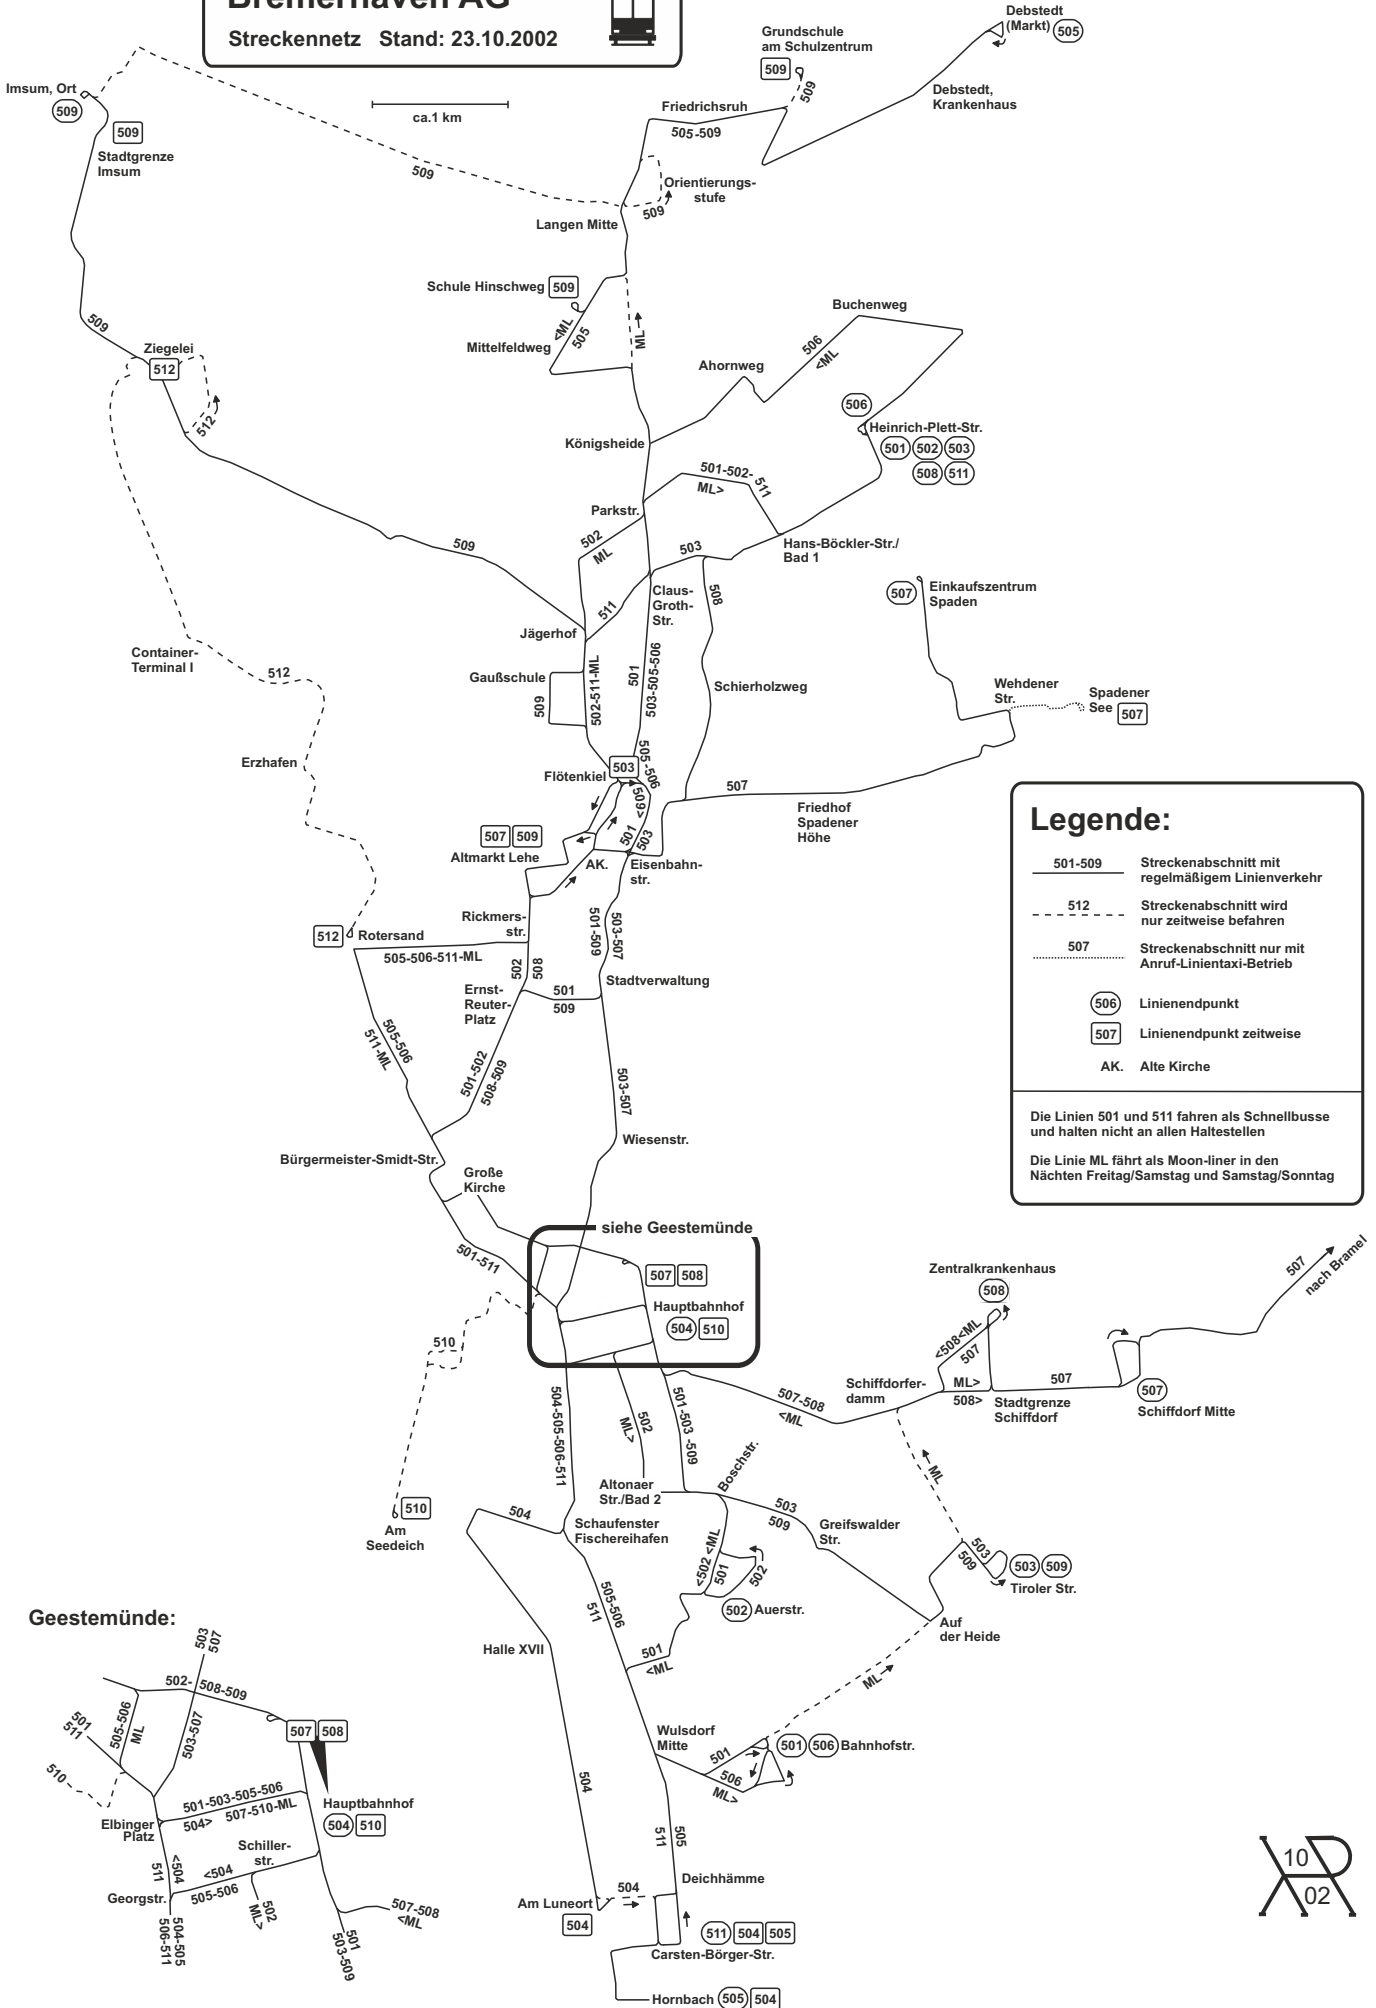 Bremerhaven AG
Streckennetz Stand: 23.10.2002
Debstedt
(Markt) 505
Grundschule
am Schulzentrum
509
509
Debstedt,
Krankenhaus
Imsum, Ort
509
509
Stadtgrenze
Imsum
ca.1 km
Friedrichsruh
505-509
509
Orientierungs-
stufe
509
Langen Mitte
Schule Hinschweg 509
<ML
505
ML
Mittelfeldweg
Buchenweg
506
<ML
Ahornweg
509
Ziegelei
512
512
506
Heinrich-Plett-Str.
501 502 503
508 511
Königsheide
501-502-
511
ML>
Parkstr.
502
ML
503
Hans-Böckler-Str./
Bad 1
509
Claus-
Groth-
Str.
508
511
507
Einkaufszentrum
Spaden
Jägerhof
Container-
Terminal I
512
Gaußschule
509
502-511-ML
501
503-505-506
Schierholzweg
Wehdener
Str.
Spadener
See 507
Erzhafen
Flötenkiel
503
505-506
509>
507
Friedhof
Spadener
Höhe
507 509
Altmarkt Lehe
501
503
AK.
Eisenbahn-
str.
Rickmers-
str.
512 Rotersand
505-506-511-ML
501-509
503-507
502
508
Stadtverwaltung
Ernst-
Reuter-
Platz
501
509
505-506
511-ML
501-502
508-509
503-507
Wiesenstr.
Bürgermeister-Smidt-Str.
Große
Kirche
501-511
siehe Geestemünde
507 508
Hauptbahnhof
504 510
510
510
Am
Seedeich
Legende:
501-509 Streckenabschnitt mit
regelmäßigem Linienverkehr
512 Streckenabschnitt wird
nur zeitweise befahren
507 Streckenabschnitt nur mit
Anruf-Linientaxi-Betrieb
506 Linienendpunkt
507 Linienendpunkt zeitweise
AK. Alte Kirche
Die Linien 501 und 511 fahren als Schnellbusse
und halten nicht an allen Haltestellen
Die Linie ML fährt als Moon-liner in den
Nächten Freitag/Samstag und Samstag/Sonntag
507
nach Bramel
Zentralkrankenhaus
508
<508<ML
507
ML>
508>
507
Schiffdorfer-
damm
Stadtgrenze
Schiffdorf
507
Schiffdorf Mitte
507-508
<ML
504-505-506-511
502
ML>
501-503-509
Altonaer
Str./Bad 2
Boschstr.
503
509
Greifswalder
Str.
ML
504
Schaufenster
Fischereihafen
<502<ML
501
502
502 Auerstr.
503
509
503 509
Tiroler Str.
505-506
511
Auf
der Heide
Halle XVII
501
<ML
ML
Wulsdorf
Mitte
501
506
ML>
501 506 Bahnhofstr.
504
511
505
Deichhämme
504
Am Luneort
504
511 504 505
Carsten-Börger-Str.
Hornbach 505 504
Geestemünde:
503
507
502-508-509
501
511
505-506
ML
503-507
507 508
510
501-503-505-506
504> 507-510-ML
Hauptbahnhof
504 510
Elbinger
Platz
Schiller-
str.
511
<504
<504
505-506
Georgstr.
502
ML>
507-508
<ML
504-505
506-511
501
503-509
10
02